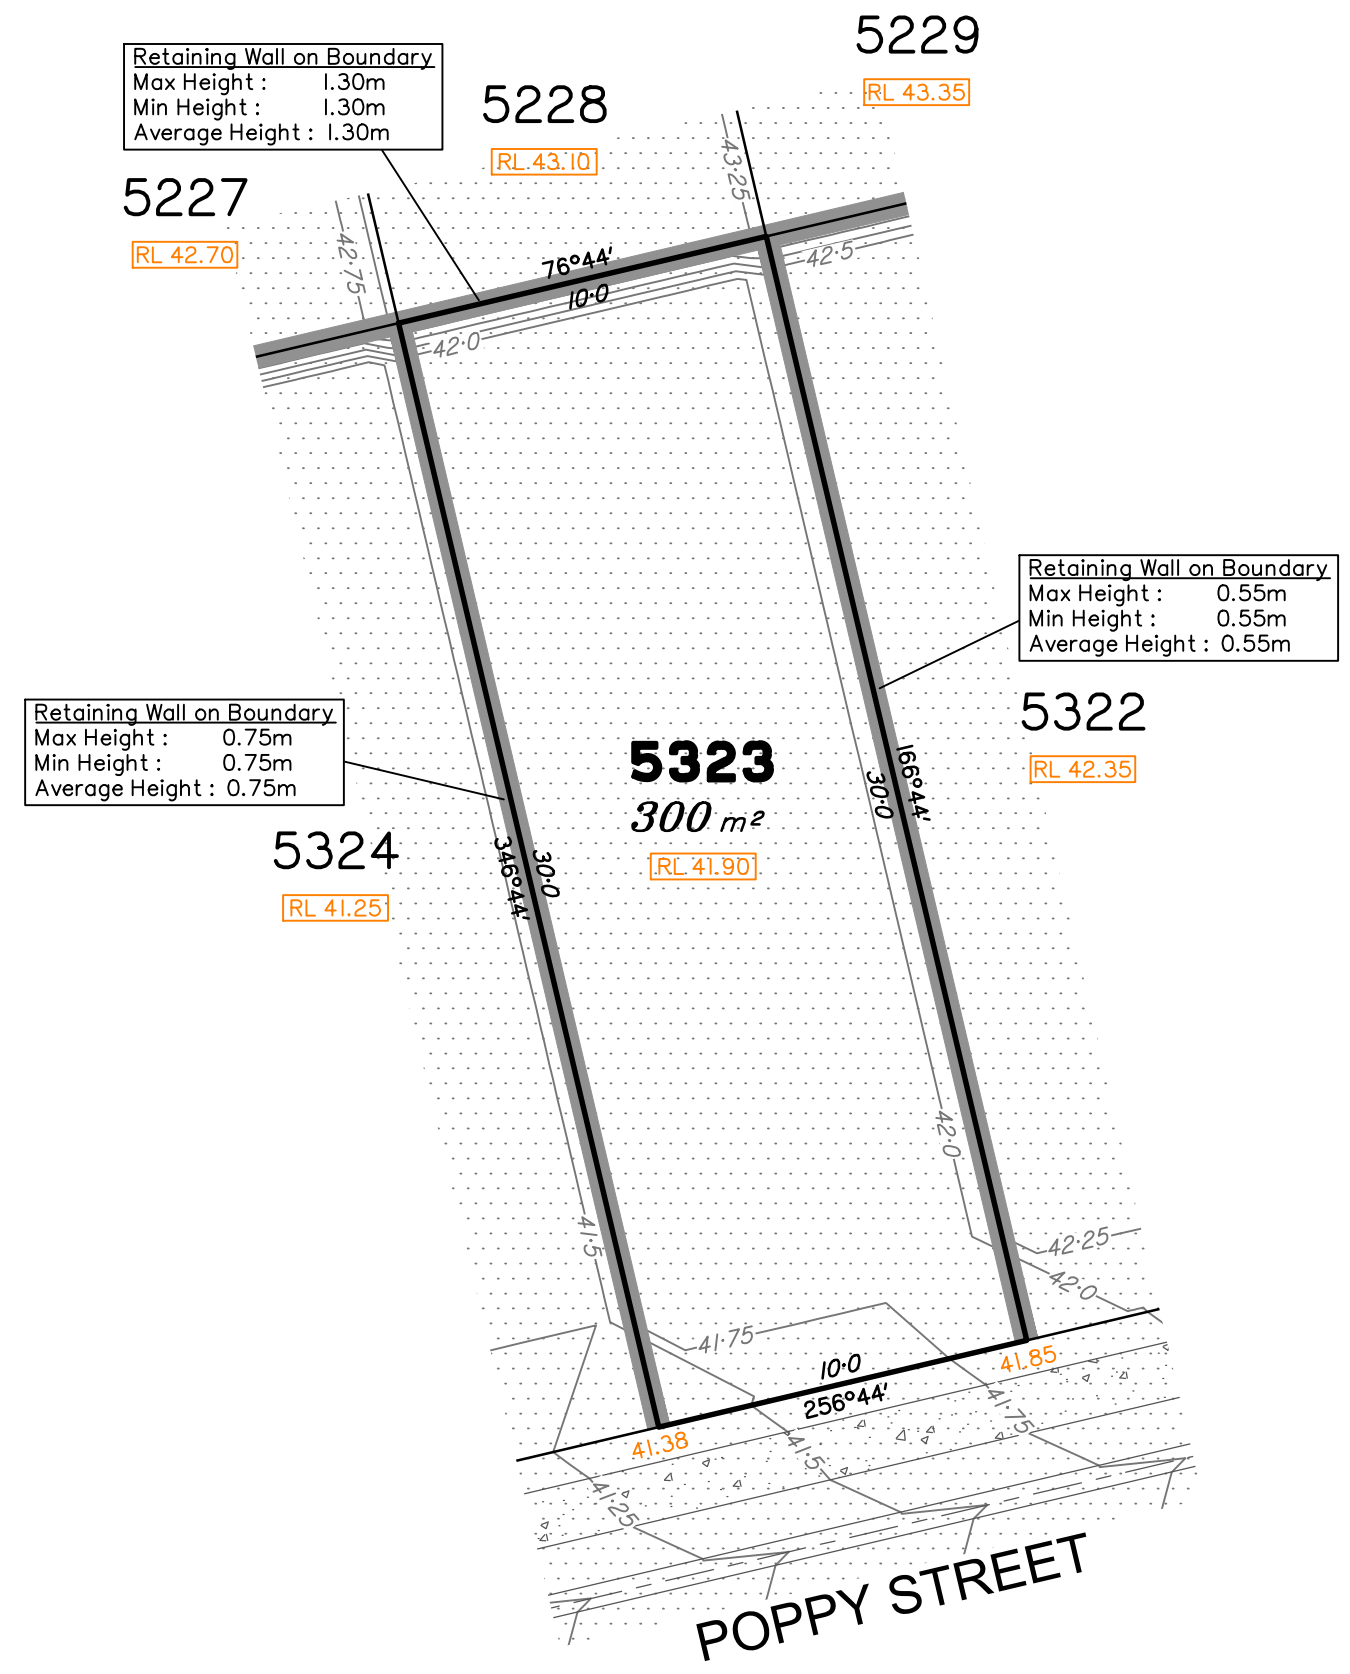 5229
RL 43.35
Retaining Wall on Boundary
Max Height : 1.30m
Min Height : 1.30m
Average Height : 1.30m
5228
RL 43.10
5227
RL 42.70
43·25
42·75
76°44'
10·0
42·5
42·0
Retaining Wall on Boundary
Max Height : 0.55m
Min Height : 0.55m
Average Height : 0.55m
5322
RL 42.35
Retaining Wall on Boundary
Max Height : 0.75m
Min Height : 0.75m
Average Height : 0.75m
5323
300 m²
RL 41.90
166°44'
30·0
5324
RL 41.25
346°44'
30·0
42·0
41·5
42·25
42·0
41·75
10·0
256°44'
41.85
41.38
41·75
41·5
41·25
POPPY STREET